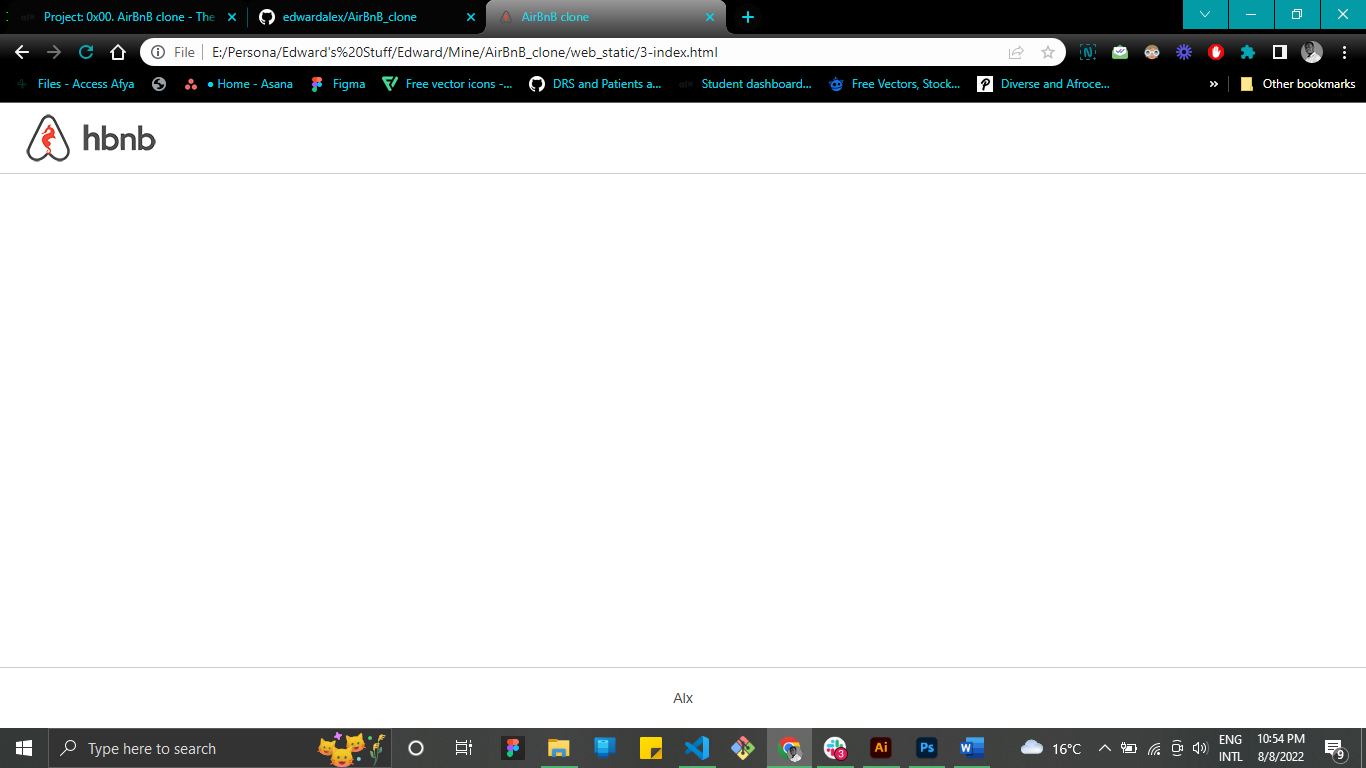 Project: 0x00. AirBnB clone - The
edwardalex/AirBnB_clone
AirBnB clone
File
E:/Persona/Edward's%20Stuff/Edward/Mine/AirBnB_clone/web_static/3-index.html
Files - Access Afya
• Home - Asana
Figma
Free vector icons -...
DRS and Patients a...
Student dashboard...
Free Vectors, Stock...
Diverse and Afroce...
»
Other bookmarks
hbnb
Alx
Type here to search
3
Ai
Ps
16°C
ENG
INTL
10:54 PM
8/8/2022
9